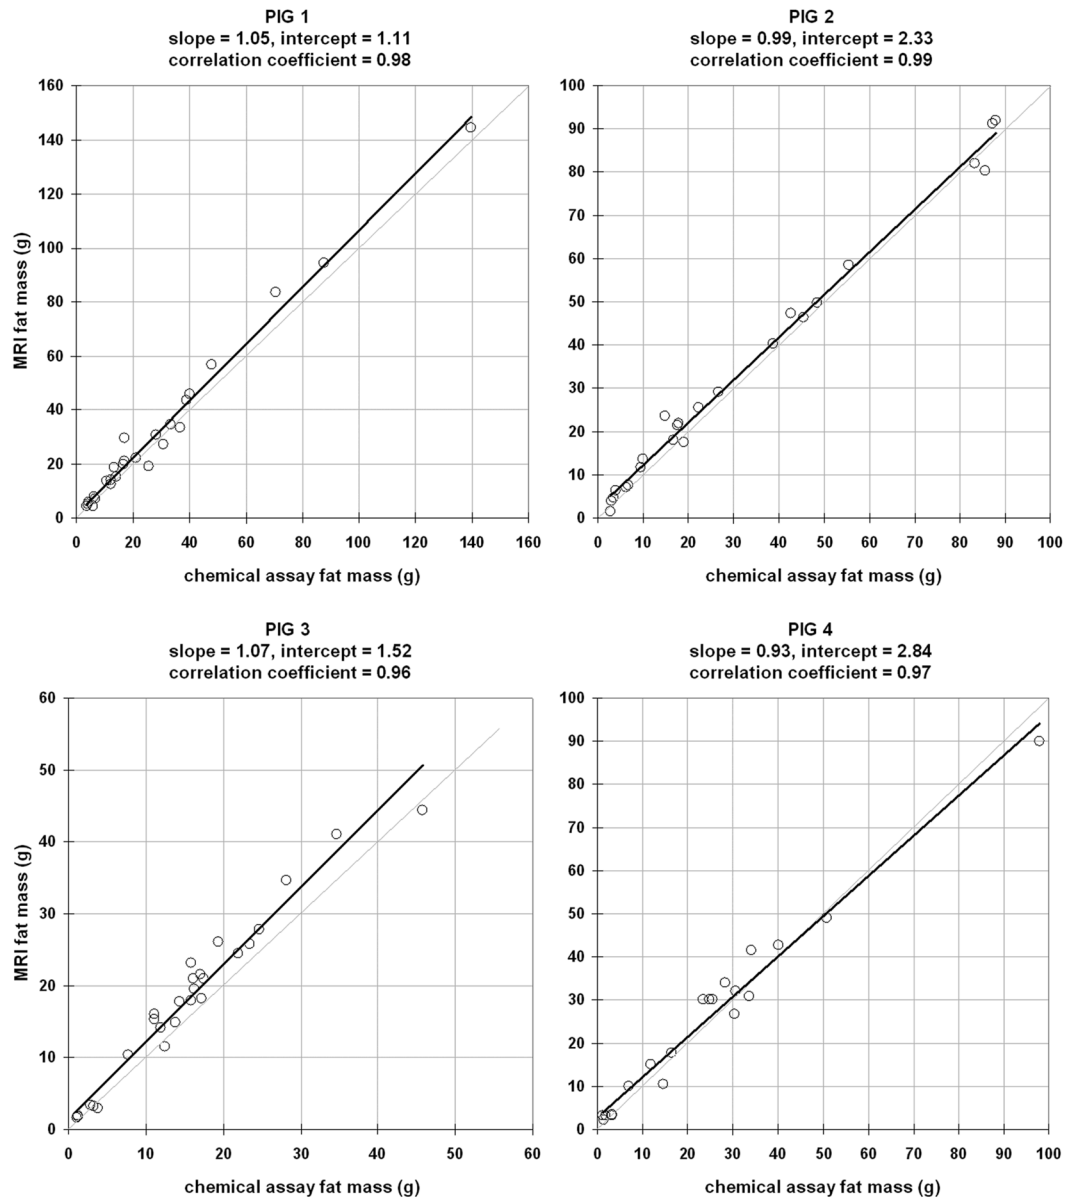 PIG 1
slope = 1.05, intercept = 1.11
correlation coefficient = 0.98
160
140
120
100
80
60
40
20
0
MRI fat mass (g)
0 20 40 60 80 100 120 140 160
chemical assay fat mass (g)
PIG 2
slope = 0.99, intercept = 2.33
correlation coefficient = 0.99
100
90
80
70
60
50
40
30
20
10
0
0 10 20 30 40 50 60 70 80 90 100
chemical assay fat mass (g)
PIG 3
slope = 1.07, intercept = 1.52
correlation coefficient = 0.96
60
50
40
30
20
10
0
MRI fat mass (g)
0 10 20 30 40 50 60
chemical assay fat mass (g)
PIG 4
slope = 0.93, intercept = 2.84
correlation coefficient = 0.97
100
90
80
70
60
50
40
30
20
10
0
0 10 20 30 40 50 60 70 80 90 100
chemical assay fat mass (g)